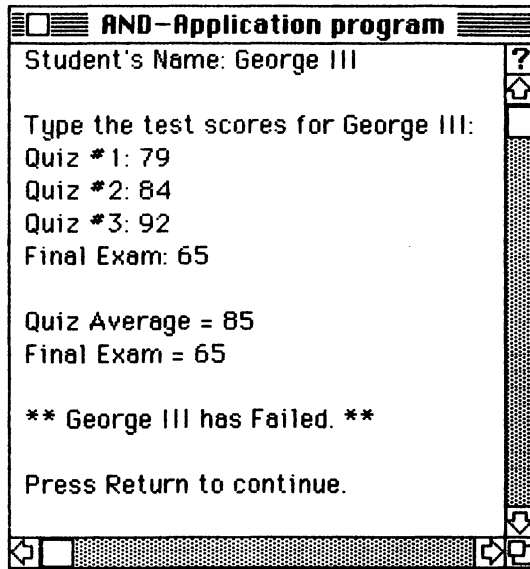 AND-Application program
Student's Name: George III
?
Type the test scores for George III:
Quiz #1: 79
Quiz #2: 84
Quiz #3: 92
Final Exam: 65
Quiz Average = 85
Final Exam = 65
** George III has Failed. **
Press Return to continue.